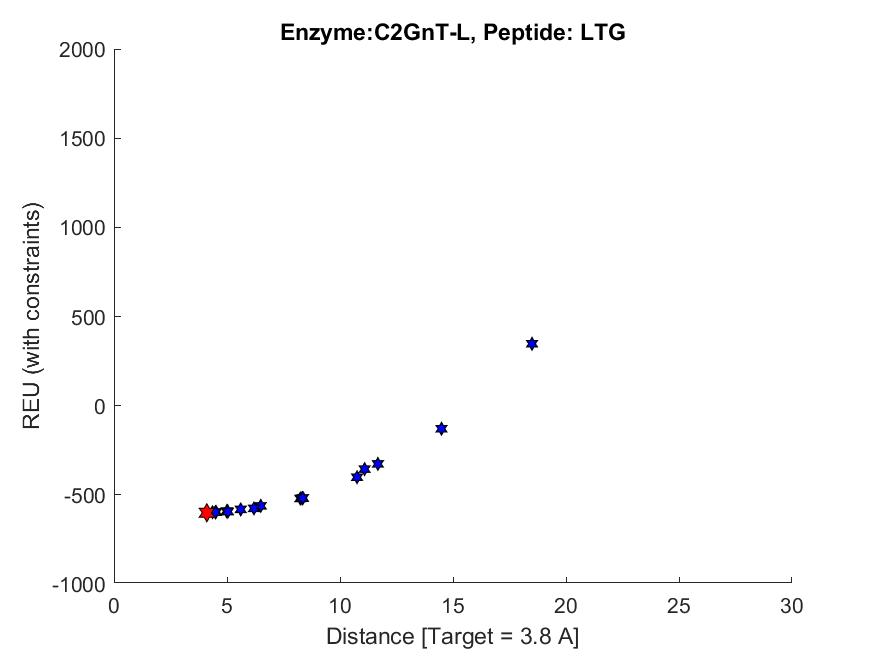 Enzyme:C2GnT-L, Peptide: LTG
2000
1500
1000
500
0
-500
-1000
REU (with constraints)
0 5 10 15 20 25 30
Distance [Target = 3.8 A]